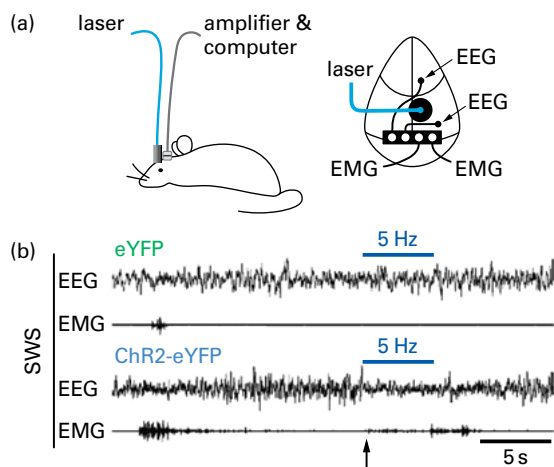 (a)
laser
amplifier &
computer
EEG
laser
EEG
EMG
EMG
(b)
eYFP
5 Hz
EEG
EMG
SWS
ChR2-eYFP
5 Hz
EEG
EMG
5 s